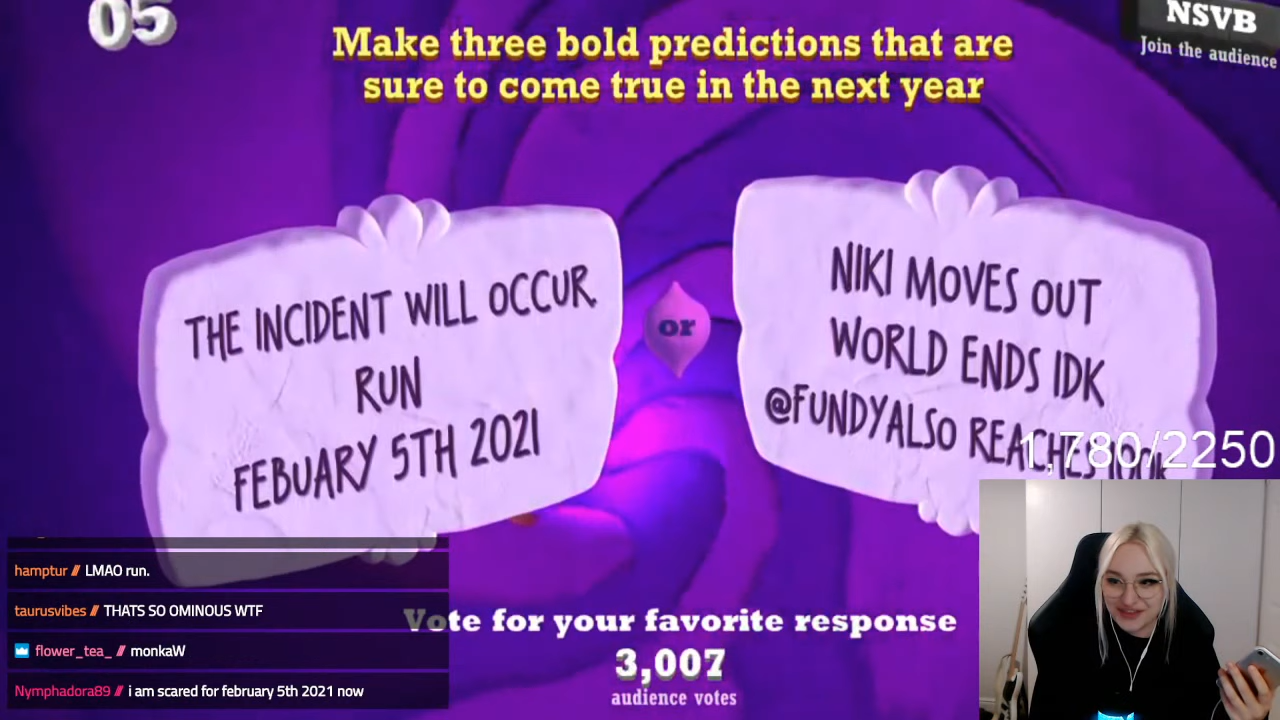 05
NSVB
Join the audience
Make three bold predictions that are
sure to come true in the next year
THE INCIDENT WILL OCCUR
RUN
FEBUARY 5TH 2021
or
NIKI MOVES OUT
WORLD ENDS IDK
@FUNDYALSO REACHES 100K
1,780/2250
hamptur // LMAO run.
taurusvibes // THATS SO OMINOUS WTF
flower_tea_ // monkaW
Nymphadora89 // i am scared for february 5th 2021 now
Vote for your favorite response
3,007
audience votes